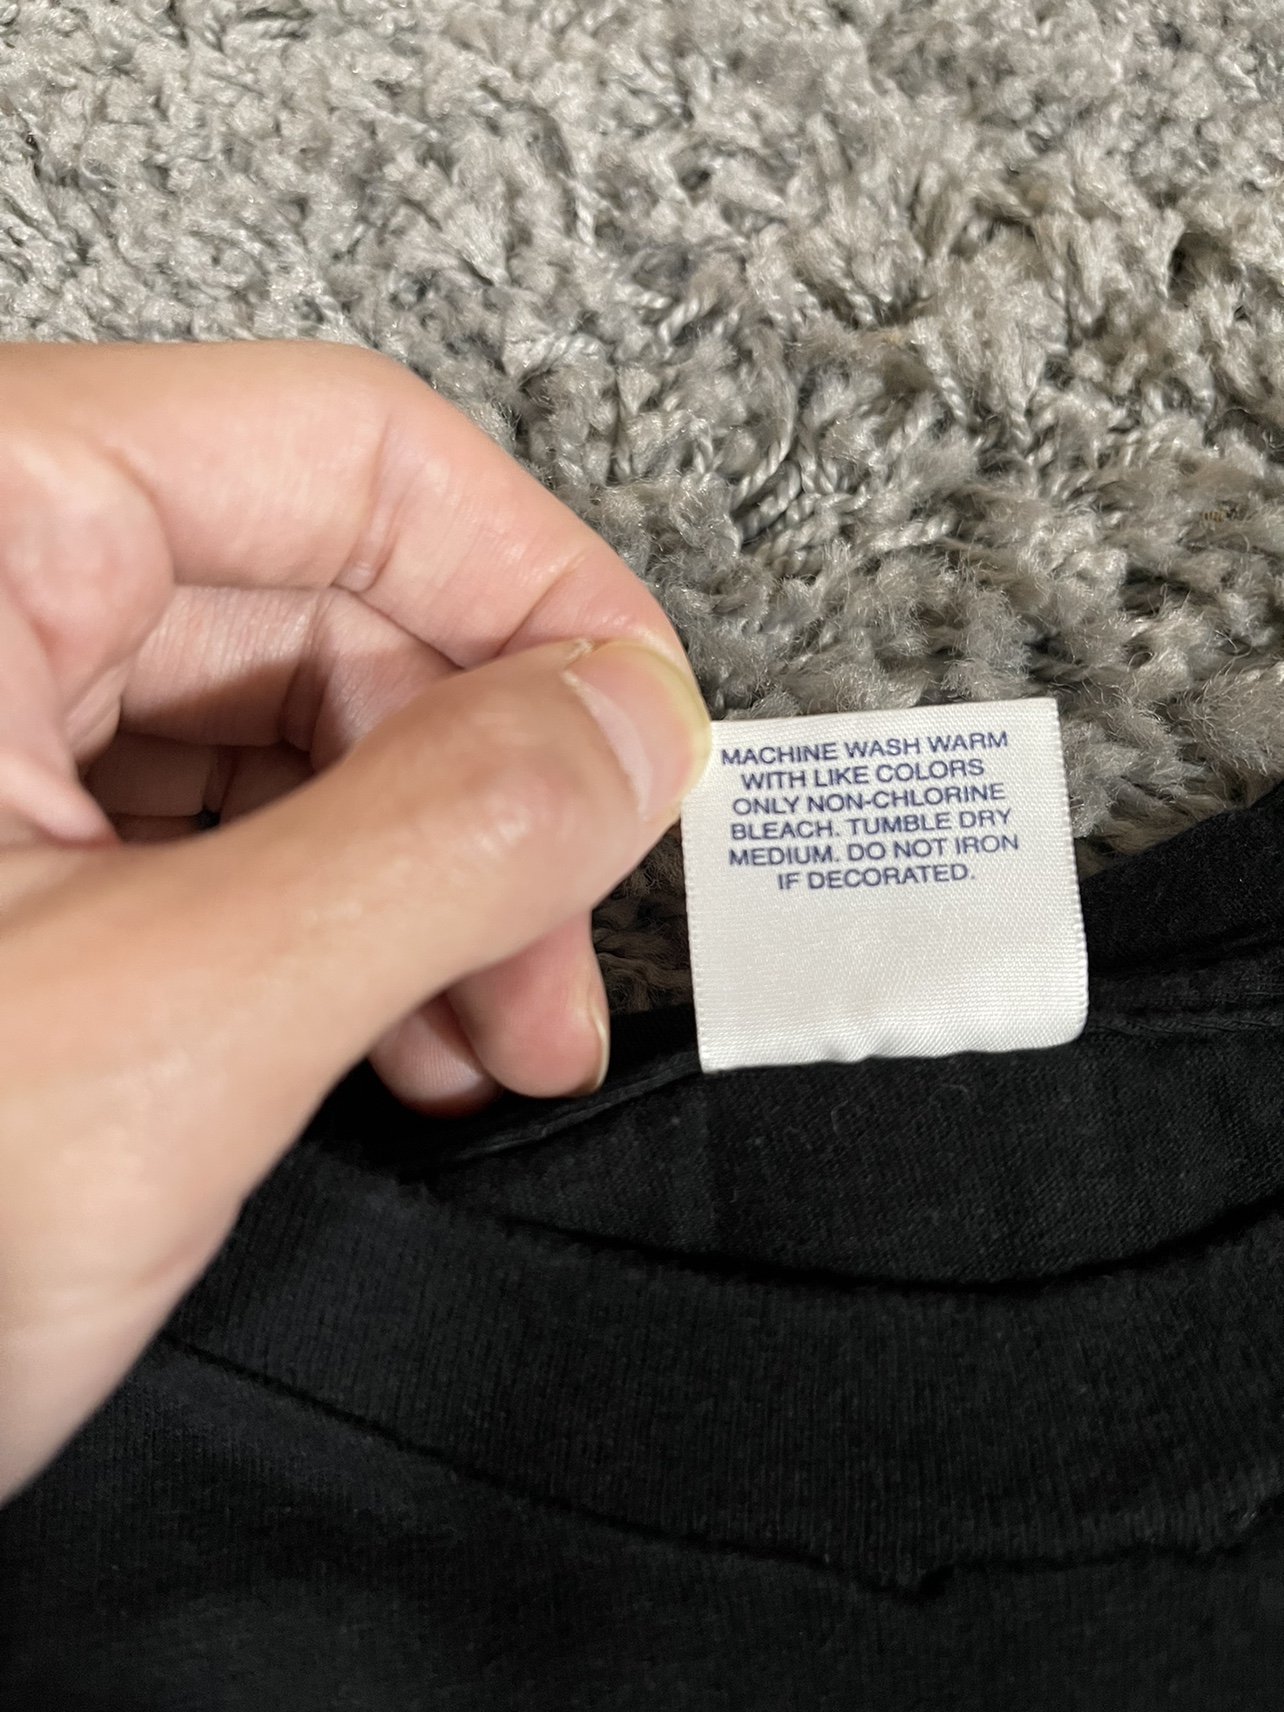 MACHINE WASH WARM
WITH LIKE COLORS
ONLY NON-CHLORINE
BLEACH. TUMBLE DRY
MEDIUM. DO NOT IRON
IF DECORATED.